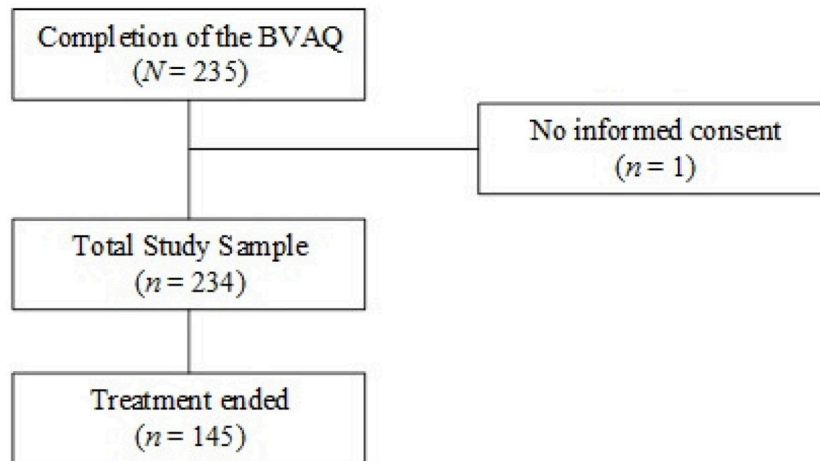 Completion of the BVAQ
(N = 235)
No informed consent
(n = 1)
Total Study Sample
(n = 234)
Treatment ended
(n = 145)